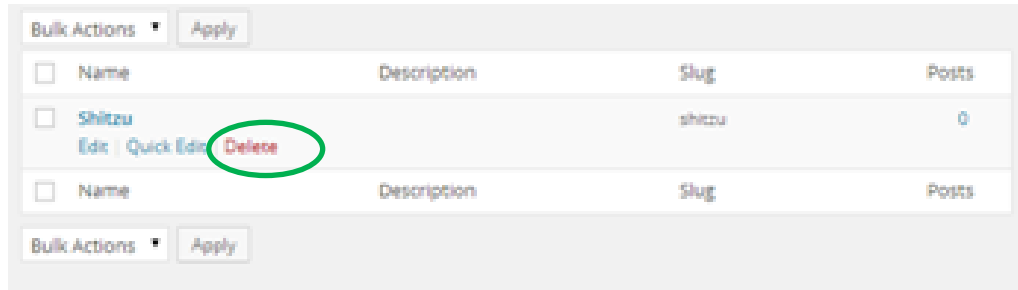 Bulk Actions Apply
Name Description Slug Posts
Shitzu shitzu 0
Edit | Quick Edit | Delete
Name Description Slug Posts
Bulk Actions Apply